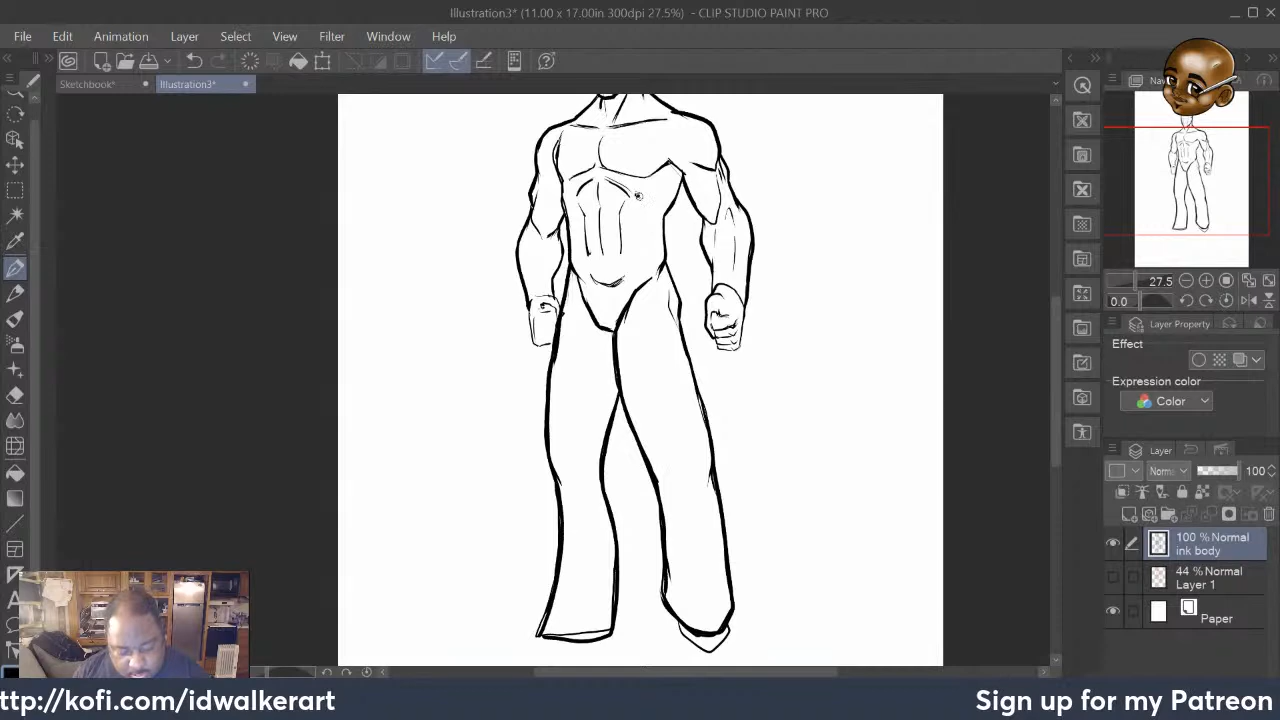 Illustration3* (11.00 x 17.00in 300dpi 27.5%) - CLIP STUDIO PAINT PRO
File Edit Animation Layer Select View Filter Window Help
Sketchbook* Illustration3*
27.5
0.0
Layer Property
Effect
Expression color
Color
Layer
100
100 % Normal
ink body
44 % Normal
Layer 1
Paper
ttp://kofi.com/idwalkerart
Sign up for my Patreon